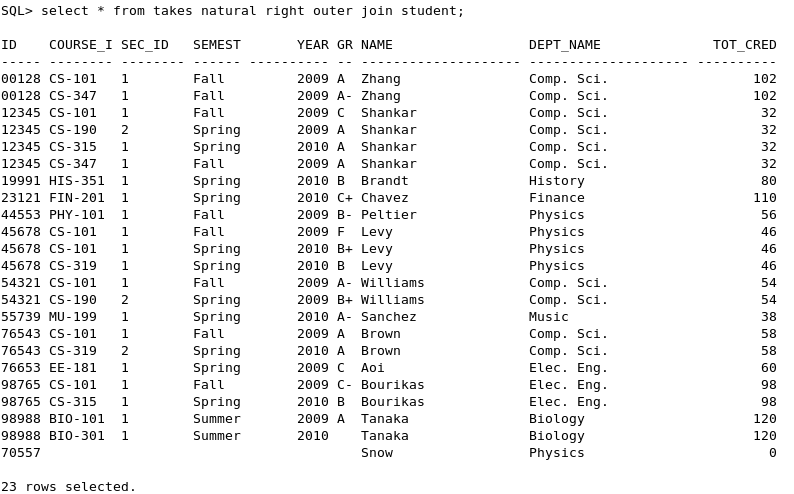 SQL> select * from takes natural right outer join student;
ID    COURSE_I SEC_ID   SEMEST       YEAR GR NAME                 DEPT_NAME              TOT_CRED
----- -------- -------- ------ ---------- -- -------------------- -------------------- ----------
00128 CS-101   1        Fall         2009 A  Zhang                Comp. Sci.                  102
00128 CS-347   1        Fall         2009 A- Zhang                Comp. Sci.                  102
12345 CS-101   1        Fall         2009 C  Shankar              Comp. Sci.                   32
12345 CS-190   2        Spring       2009 A  Shankar              Comp. Sci.                   32
12345 CS-315   1        Spring       2010 A  Shankar              Comp. Sci.                   32
12345 CS-347   1        Fall         2009 A  Shankar              Comp. Sci.                   32
19991 HIS-351  1        Spring       2010 B  Brandt               History                      80
23121 FIN-201  1        Spring       2010 C+ Chavez               Finance                     110
44553 PHY-101  1        Fall         2009 B- Peltier              Physics                      56
45678 CS-101   1        Fall         2009 F  Levy                 Physics                      46
45678 CS-101   1        Spring       2010 B+ Levy                 Physics                      46
45678 CS-319   1        Spring       2010 B  Levy                 Physics                      46
54321 CS-101   1        Fall         2009 A- Williams             Comp. Sci.                   54
54321 CS-190   2        Spring       2009 B+ Williams             Comp. Sci.                   54
55739 MU-199   1        Spring       2010 A- Sanchez              Music                        38
76543 CS-101   1        Fall         2009 A  Brown                Comp. Sci.                   58
76543 CS-319   2        Spring       2010 A  Brown                Comp. Sci.                   58
76653 EE-181   1        Spring       2009 C  Aoi                  Elec. Eng.                   60
98765 CS-101   1        Fall         2009 C- Bourikas             Elec. Eng.                   98
98765 CS-315   1        Spring       2010 B  Bourikas             Elec. Eng.                   98
98988 BIO-101  1        Summer       2009 A  Tanaka               Biology                     120
98988 BIO-301  1        Summer       2010    Tanaka               Biology                     120
70557                                        Snow                 Physics                       0
23 rows selected.